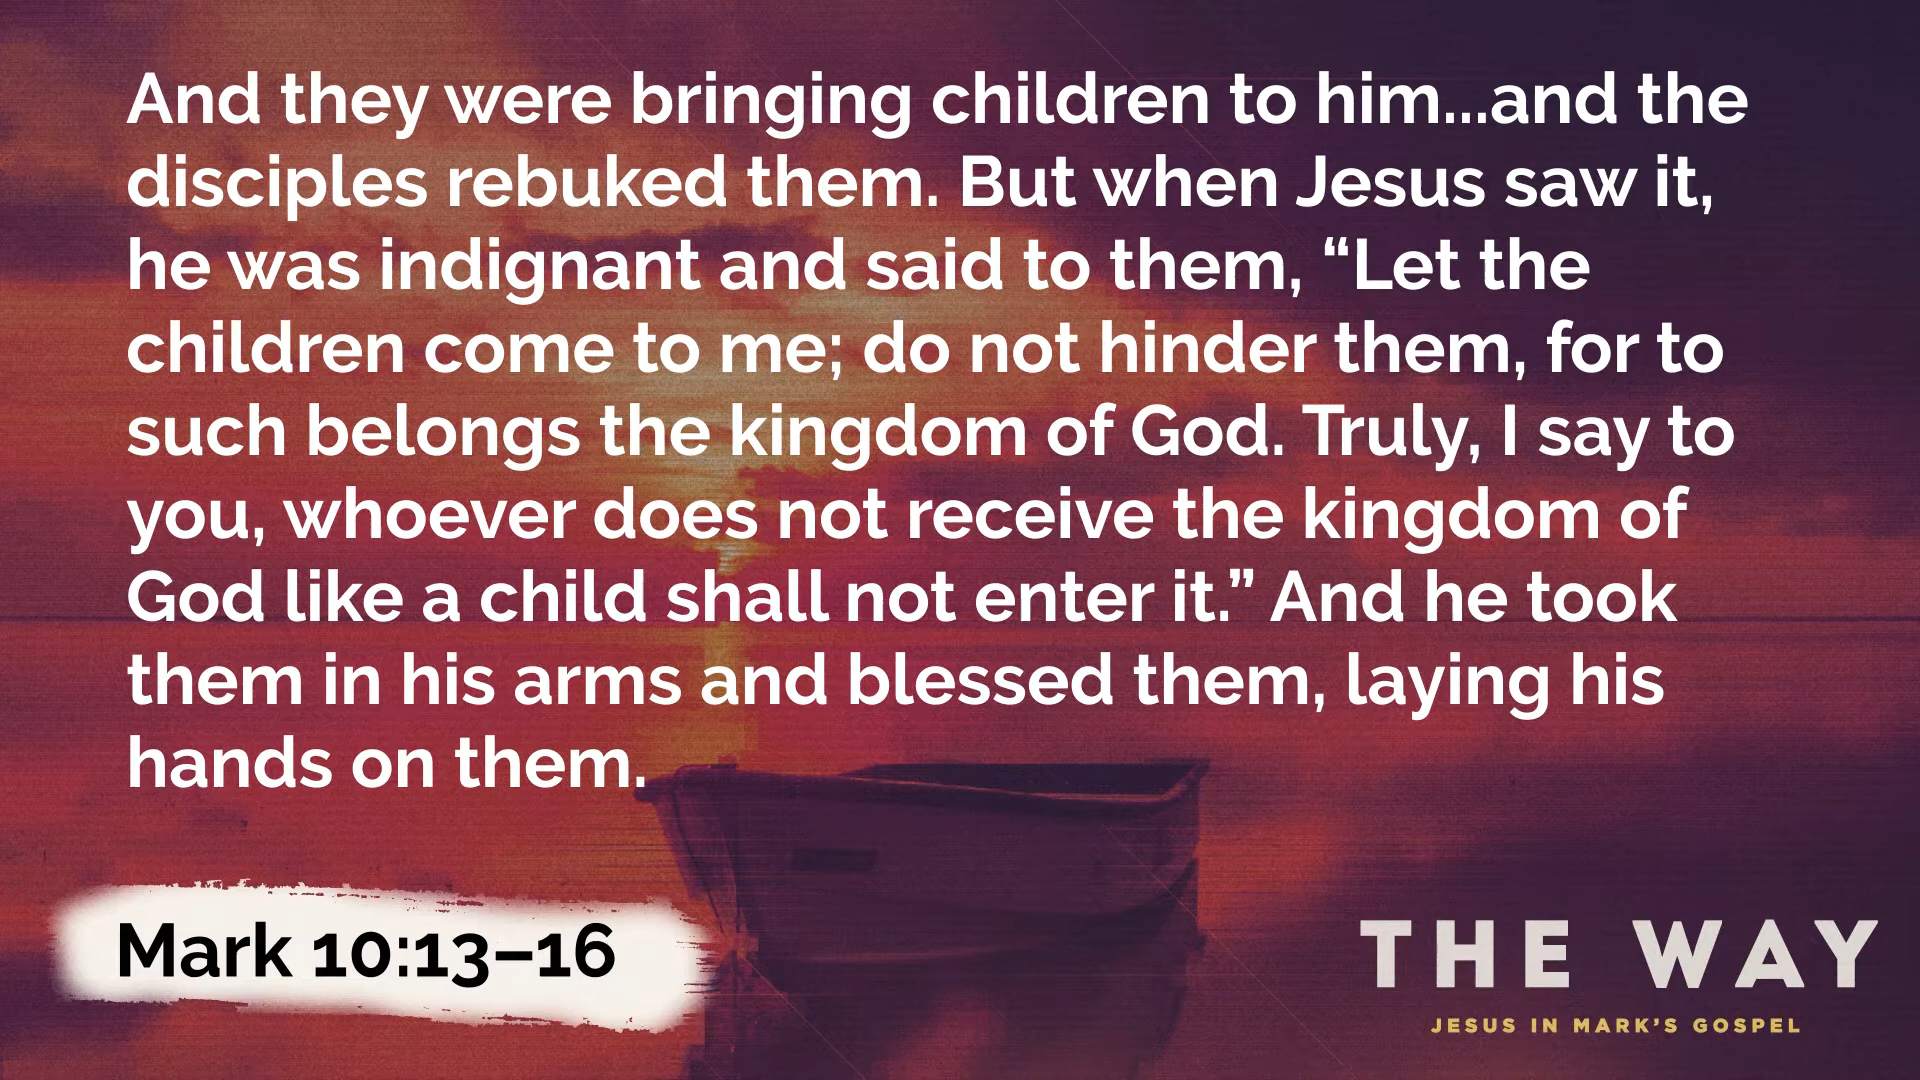 And they were bringing children to him...and the
disciples rebuked them. But when Jesus saw it,
he was indignant and said to them, “Let the
children come to me; do not hinder them, for to
such belongs the kingdom of God. Truly, I say to
you, whoever does not receive the kingdom of
God like a child shall not enter it.” And he took
them in his arms and blessed them, laying his
hands on them.
Mark 10:13–16
THE WAY
JESUS IN MARK’S GOSPEL